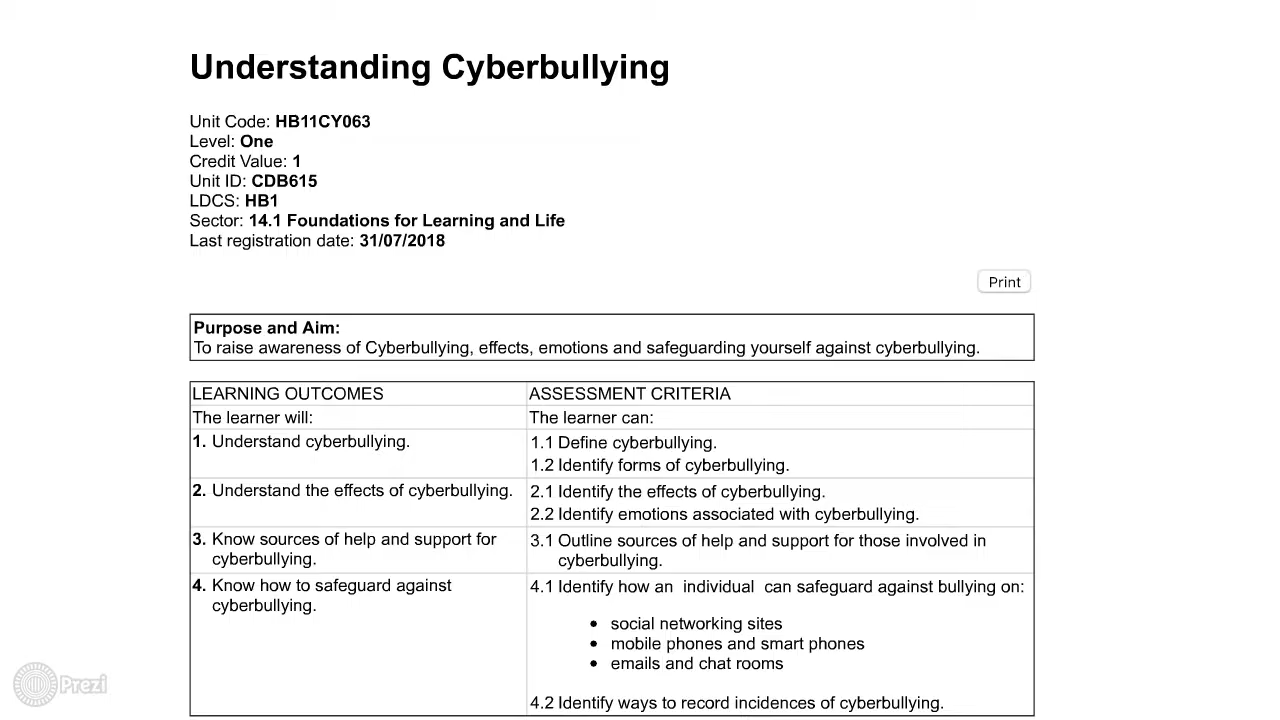 Understanding Cyberbullying
Unit Code: HB11CY063
Level: One
Credit Value: 1
Unit ID: CDB615
LDCS: HB1
Sector: 14.1 Foundations for Learning and Life
Last registration date: 31/07/2018
Print
Purpose and Aim:
To raise awareness of Cyberbullying, effects, emotions and safeguarding yourself against cyberbullying.
LEARNING OUTCOMES
ASSESSMENT CRITERIA
The learner will:
The learner can:
1. Understand cyberbullying.
1.1 Define cyberbullying.
1.2 Identify forms of cyberbullying.
2. Understand the effects of cyberbullying.
2.1 Identify the effects of cyberbullying.
2.2 Identify emotions associated with cyberbullying.
3. Know sources of help and support for
cyberbullying.
3.1 Outline sources of help and support for those involved in
cyberbullying.
4. Know how to safeguard against
cyberbullying.
4.1 Identify how an individual can safeguard against bullying on:
• social networking sites
• mobile phones and smart phones
• emails and chat rooms
4.2 Identify ways to record incidences of cyberbullying.
Prezi